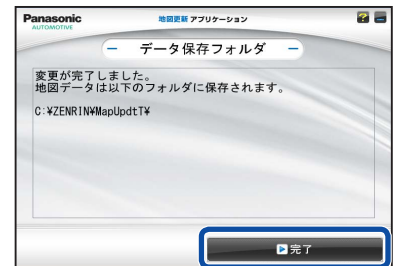 Panasonic
AUTOMOTIVE
地図更新 アプリケーション
?
− データ保存フォルダ −
変更が完了しました。
地図データは以下のフォルダに保存されます。
C:¥ZENRIN¥MapUpdtT¥
完了